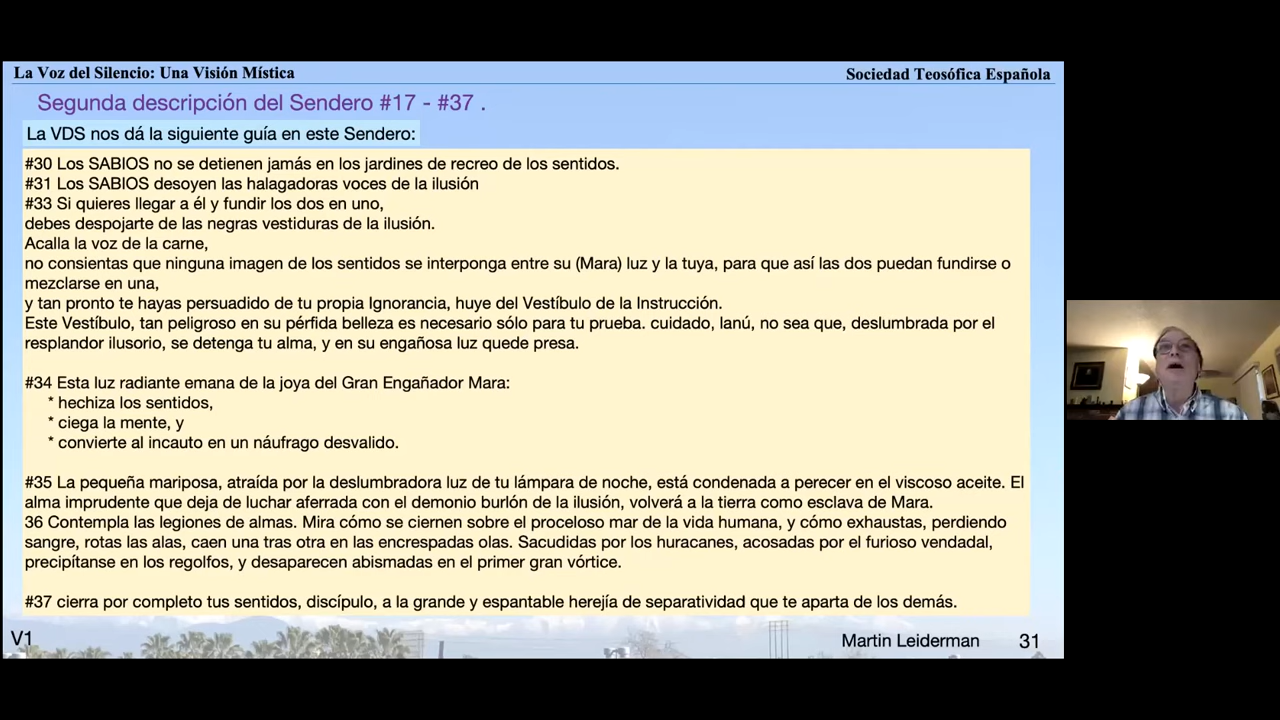 La Voz del Silencio: Una Visión Mística
Sociedad Teosófica Española
Segunda descripción del Sendero #17 - #37 .
La VDS nos dá la siguiente guía en este Sendero:
#30 Los SABIOS no se detienen jamás en los jardines de recreo de los sentidos.
#31 Los SABIOS desoyen las halagadoras voces de la ilusión
#33 Si quieres llegar a él y fundir los dos en uno,
debes despojarte de las negras vestiduras de la ilusión.
Acalla la voz de la carne,
no consientas que ninguna imagen de los sentidos se interponga entre su (Mara) luz y la tuya, para que así las dos puedan fundirse o
mezclarse en una,
y tan pronto te hayas persuadido de tu propia Ignorancia, huye del Vestíbulo de la Instrucción.
Este Vestíbulo, tan peligroso en su pérfida belleza es necesario sólo para tu prueba. cuidado, lanú, no sea que, deslumbrada por el
resplandor ilusorio, se detenga tu alma, y en su engañosa luz quede presa.
#34 Esta luz radiante emana de la joya del Gran Engañador Mara:
* hechiza los sentidos,
* ciega la mente, y
* convierte al incauto en un náufrago desvalido.
#35 La pequeña mariposa, atraída por la deslumbradora luz de tu lámpara de noche, está condenada a perecer en el viscoso aceite. El
alma imprudente que deja de luchar aferrada con el demonio burlón de la ilusión, volverá a la tierra como esclava de Mara.
36 Contempla las legiones de almas. Mira cómo se ciernen sobre el proceloso mar de la vida humana, y cómo exhaustas, perdiendo
sangre, rotas las alas, caen una tras otra en las encrespadas olas. Sacudidas por los huracanes, acosadas por el furioso vendadal,
precipítanse en los regolfos, y desaparecen abismadas en el primer gran vórtice.
#37 cierra por completo tus sentidos, discípulo, a la grande y espantable herejía de separatividad que te aparta de los demás.
V1
Martin Leiderman
31